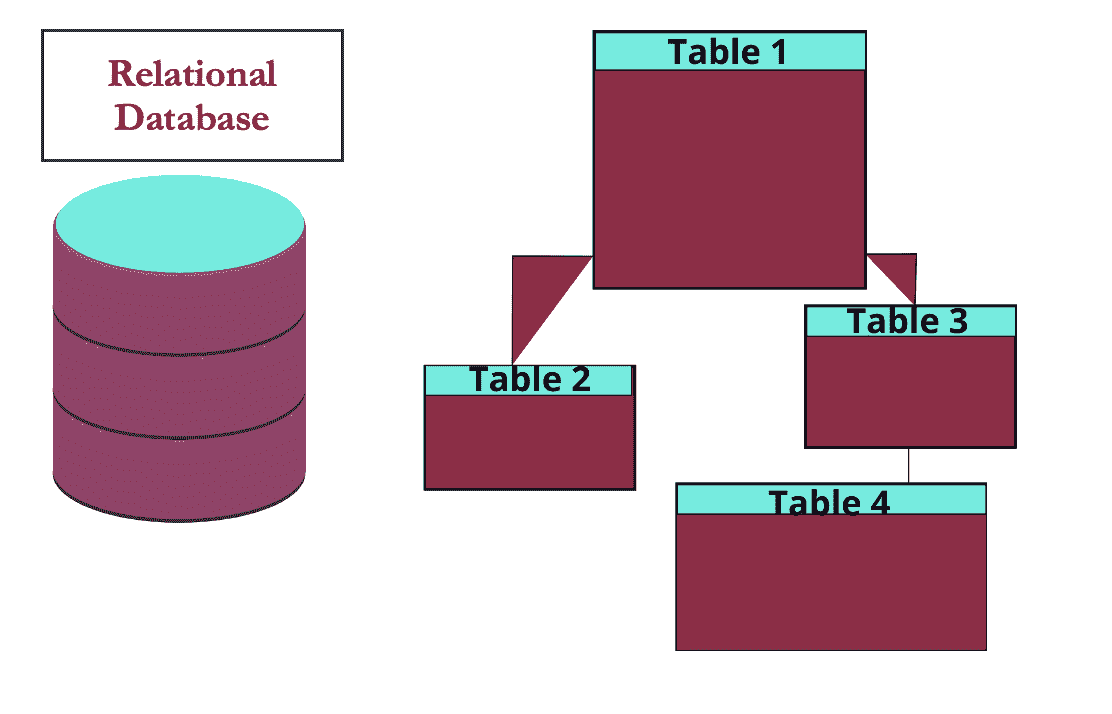 Relational
Database
Table 1
Table 2
Table 3
Table 4